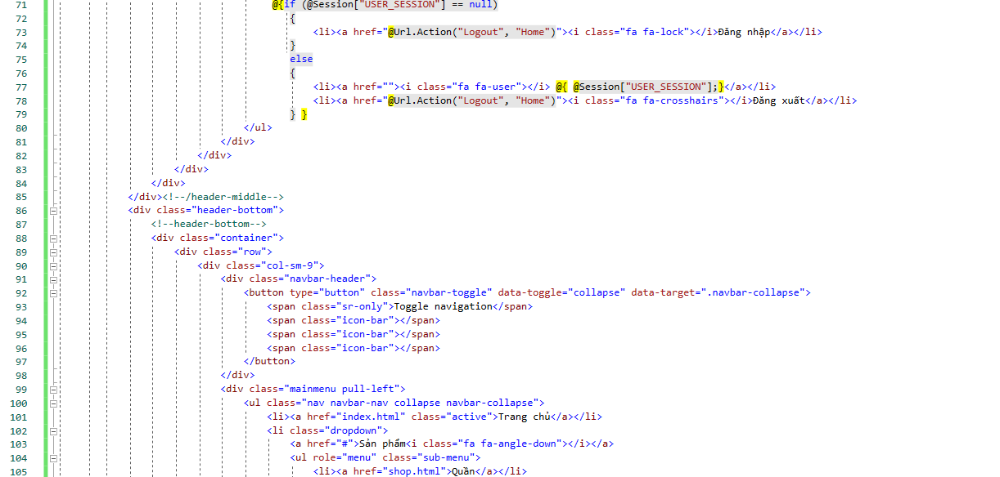 71 @{if (@Session["USER_SESSION"] == null)
72 {
73 <li><a href="@Url.Action("Logout", "Home")"><i class="fa fa-lock"></i>Đăng nhập</a></li>
74 }
75 else
76 {
77 <li><a href=""><i class="fa fa-user"></i> @{ @Session["USER_SESSION"];}</a></li>
78 <li><a href="@Url.Action("Logout", "Home")"><i class="fa fa-crosshairs"></i>Đăng xuất</a></li>
79 } }
80 </ul>
81 </div>
82 </div>
83 </div>
84 </div>
85 </div><!--/header-middle-->
86 <div class="header-bottom">
87 <!--header-bottom-->
88 <div class="container">
89 <div class="row">
90 <div class="col-sm-9">
91 <div class="navbar-header">
92 <button type="button" class="navbar-toggle" data-toggle="collapse" data-target=".navbar-collapse">
93 <span class="sr-only">Toggle navigation</span>
94 <span class="icon-bar"></span>
95 <span class="icon-bar"></span>
96 <span class="icon-bar"></span>
97 </button>
98 </div>
99 <div class="mainmenu pull-left">
100 <ul class="nav navbar-nav collapse navbar-collapse">
101 <li><a href="index.html" class="active">Trang chủ</a></li>
102 <li class="dropdown">
103 <a href="#">Sản phẩm<i class="fa fa-angle-down"></i></a>
104 <ul role="menu" class="sub-menu">
105 <li><a href="shop.html">Quần</a></li>